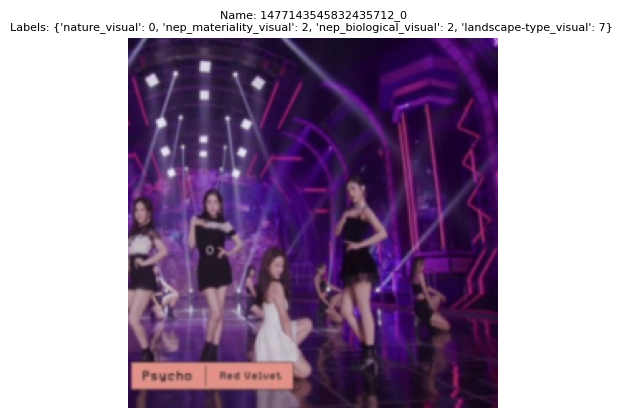 Name: 1477143545832435712_0
Labels: {'nature_visual': 0, 'nep_materiality_visual': 2, 'nep_biological_visual': 2, 'landscape-type_visual': 7}
Psycho | Red Velvet